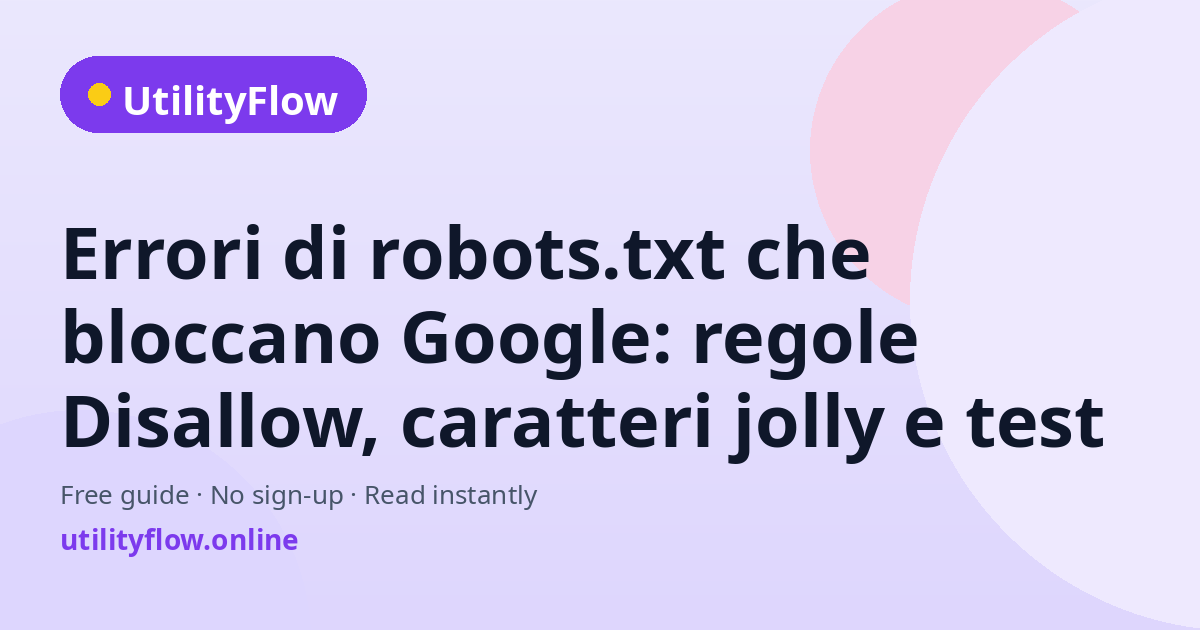 UtilityFlow
Errori di robots.txt che
bloccano Google: regole
Disallow, caratteri jolly e test
Free guide · No sign-up · Read instantly
utilityflow.online